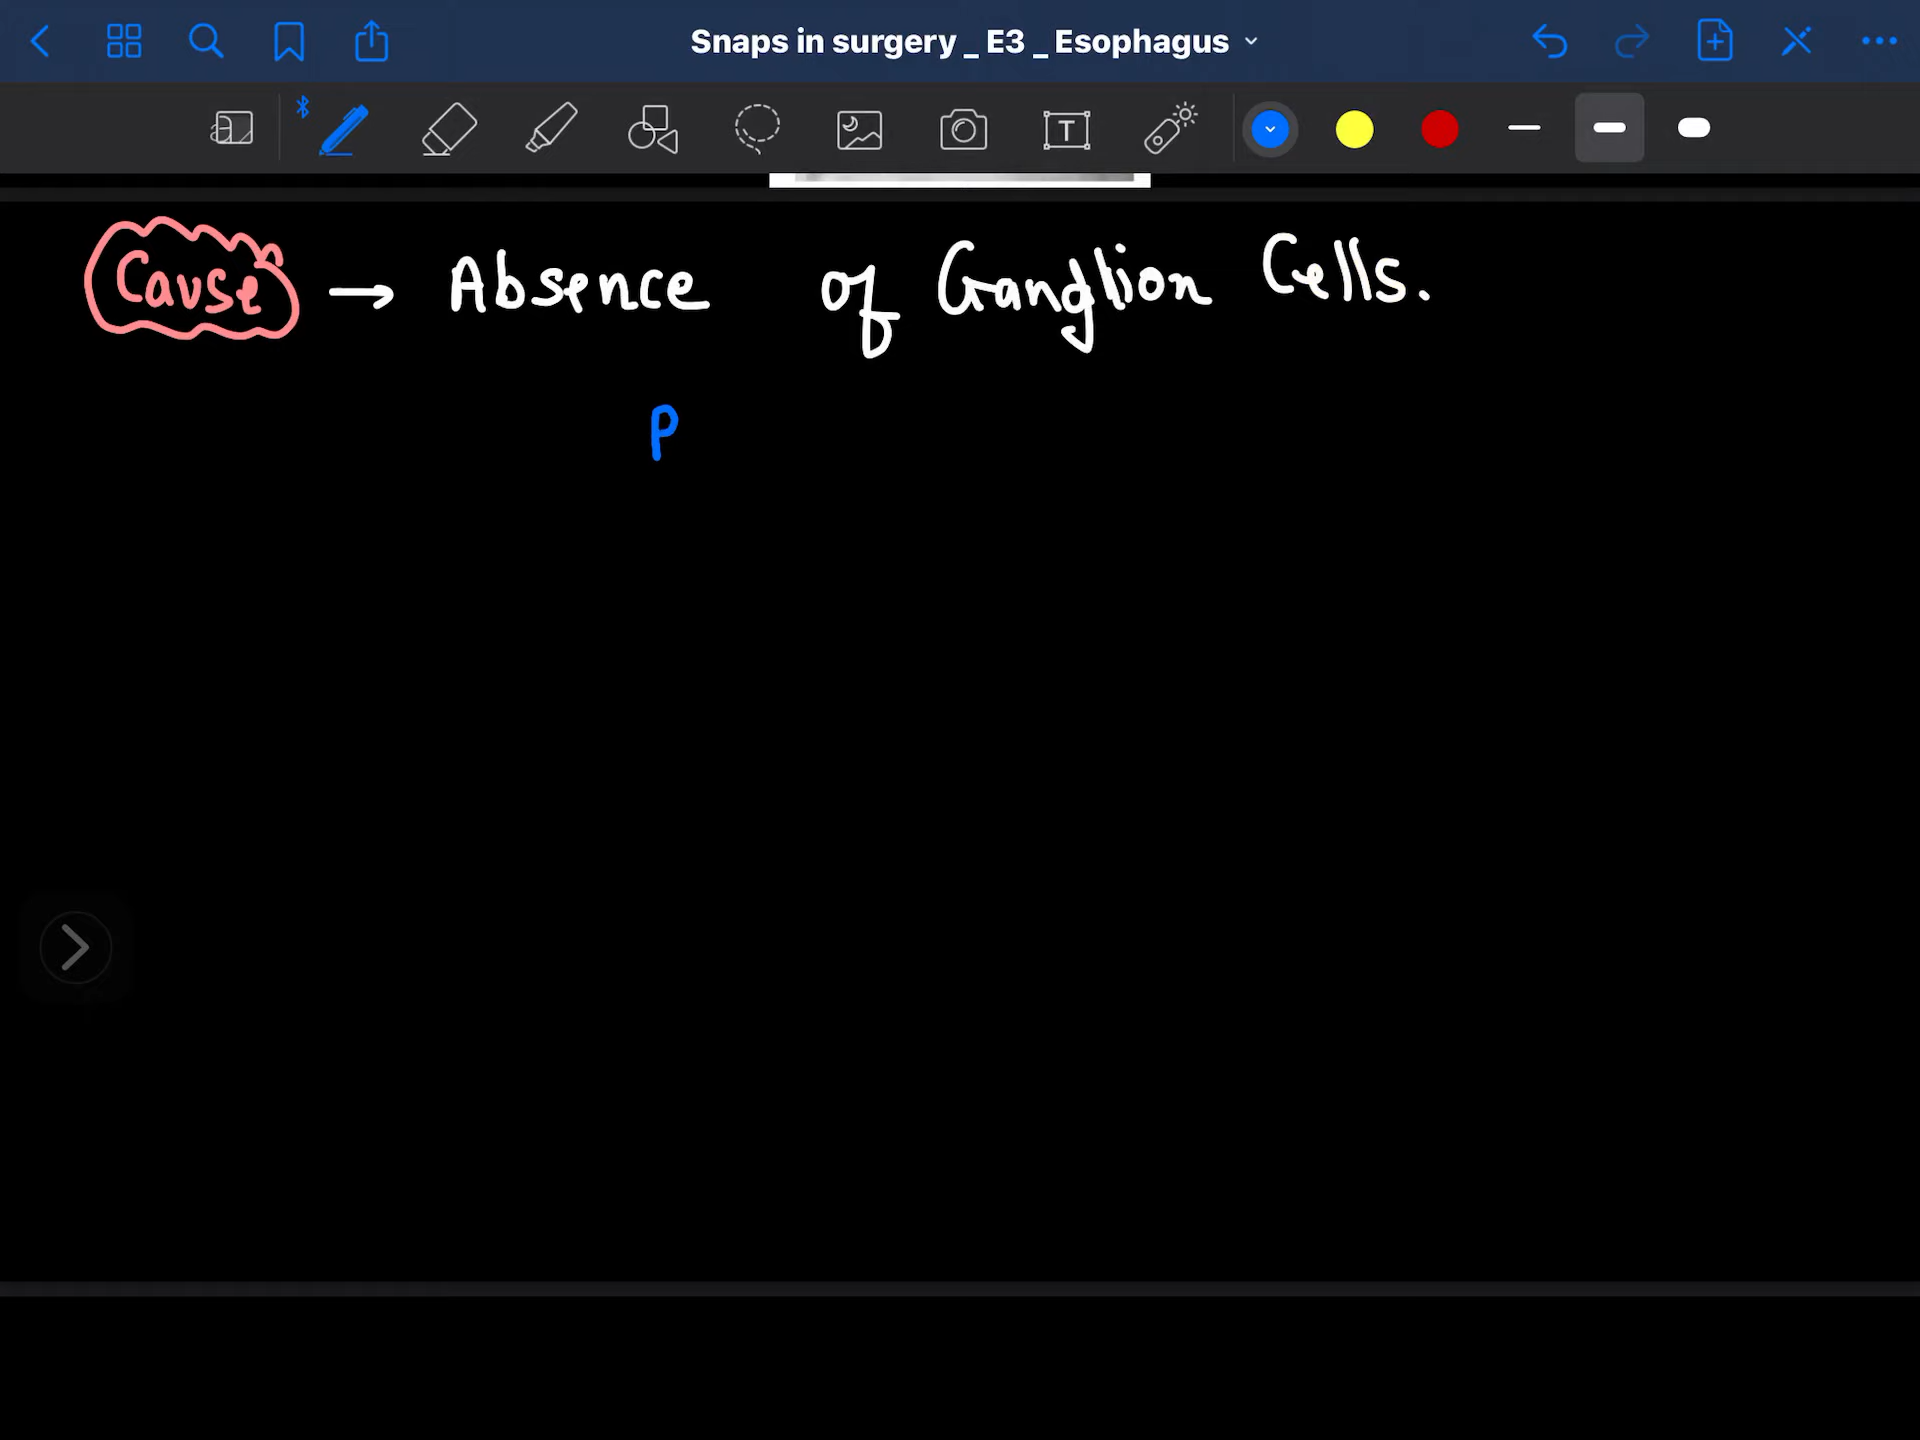 Snaps in surgery _ E3 _ Esophagus
Cause → Absence of Ganglion Cells.
P